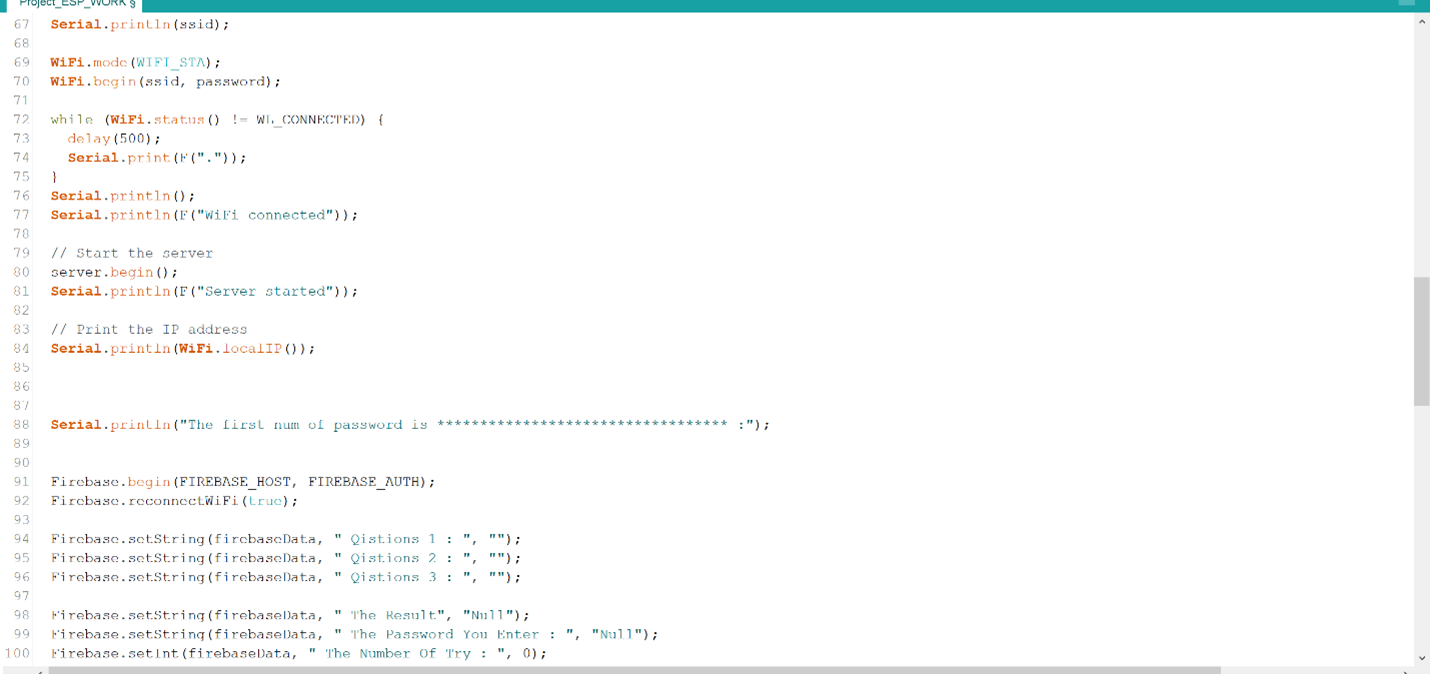 Project_ESP_WORK §
67 Serial.println(ssid);
68
69 WiFi.mode(WIFI_STA);
70 WiFi.begin(ssid, password);
71
72 while (WiFi.status() != WL_CONNECTED) {
73 delay(500);
74 Serial.print(F("."));
75 }
76 Serial.println();
77 Serial.println(F("WiFi connected"));
78
79 // Start the server
80 server.begin();
81 Serial.println(F("Server started"));
82
83 // Print the IP address
84 Serial.println(WiFi.localIP());
85
86
87
88 Serial.println("The first num of password is ********************************** :");
89
90
91 Firebase.begin(FIREBASE_HOST, FIREBASE_AUTH);
92 Firebase.reconnectWiFi(true);
93
94 Firebase.setString(firebaseData, " Qistions 1 : ", "");
95 Firebase.setString(firebaseData, " Qistions 2 : ", "");
96 Firebase.setString(firebaseData, " Qistions 3 : ", "");
97
98 Firebase.setString(firebaseData, " The Result", "Null");
99 Firebase.setString(firebaseData, " The Password You Enter : ", "Null");
100 Firebase.setInt(firebaseData, " The Number Of Try : ", 0);